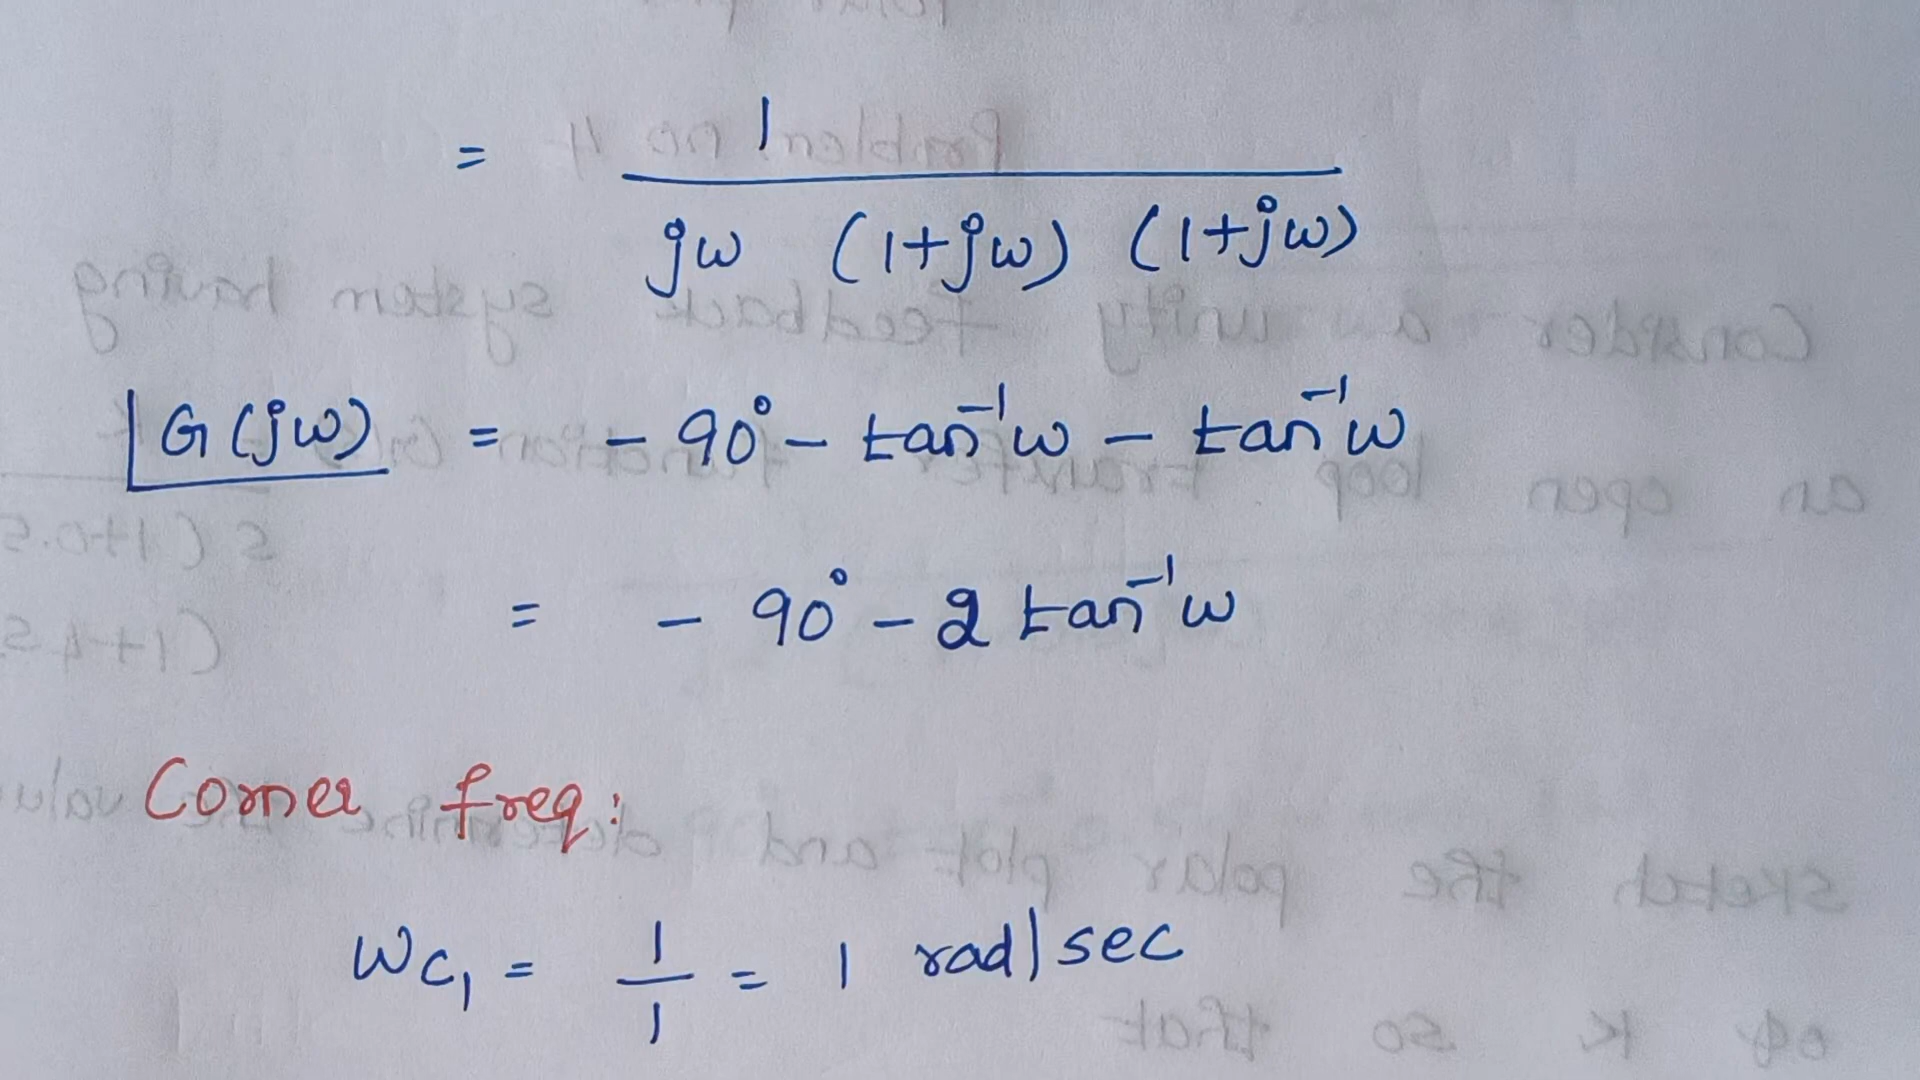 = 1 / jω (1+jω) (1+jω)
∠G(jω) = - 90° - tan⁻¹ω - tan⁻¹ω
= - 90° - 2 tan⁻¹ω
Corner freq:
ωc₁ = 1/1 = 1 rad/sec